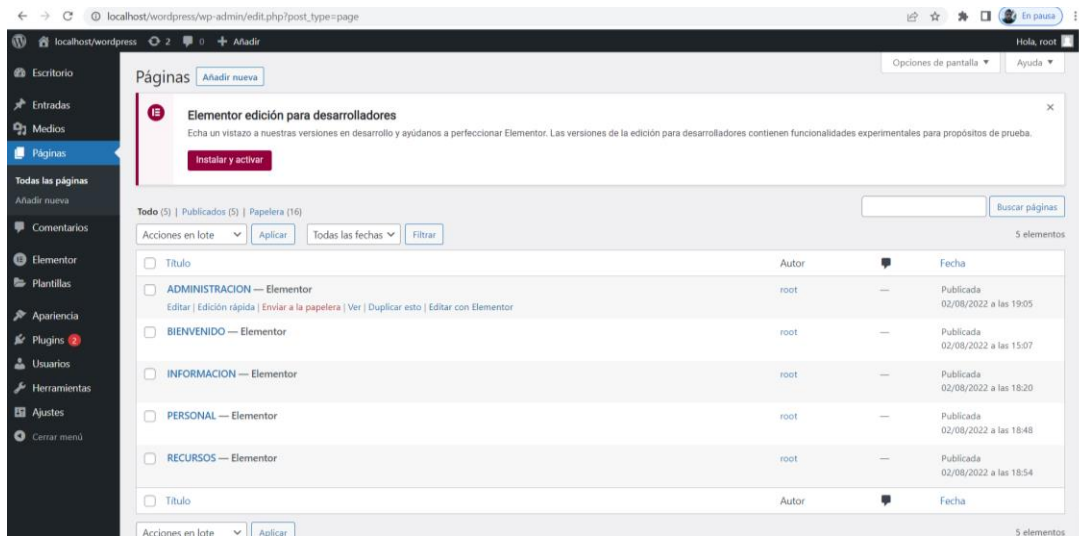 localhost/wordpress/wp-admin/edit.php?post_type=page
En pausa
localhost/wordpress 2 0 Añadir
Hola, root
Escritorio
Entradas
Medios
Páginas
Todas las páginas
Añadir nueva
Comentarios
Elementor
Plantillas
Apariencia
Plugins 2
Usuarios
Herramientas
Ajustes
Cerrar menú
Opciones de pantalla Ayuda
Páginas Añadir nueva
Elementor edición para desarrolladores
Echa un vistazo a nuestras versiones en desarrollo y ayúdanos a perfeccionar Elementor. Las versiones de la edición para desarrolladores contienen funcionalidades experimentales para propósitos de prueba.
Instalar y activar
Todo (5) | Publicados (5) | Papelera (16)
Buscar páginas
Acciones en lote Aplicar Todas las fechas Filtrar
5 elementos
Título Autor Fecha
ADMINISTRACION — Elementor root — Publicada
Editar | Edición rápida | Enviar a la papelera | Ver | Duplicar esto | Editar con Elementor 02/08/2022 a las 19:05
BIENVENIDO — Elementor root — Publicada
02/08/2022 a las 15:07
INFORMACION — Elementor root — Publicada
02/08/2022 a las 18:20
PERSONAL — Elementor root — Publicada
02/08/2022 a las 18:48
RECURSOS — Elementor root — Publicada
02/08/2022 a las 18:54
Título Autor Fecha
Acciones en lote Aplicar
5 elementos